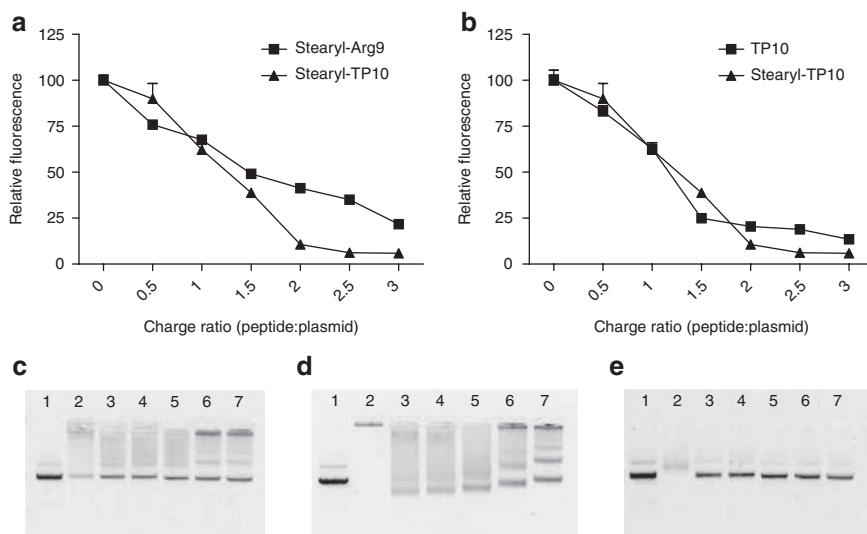 a
Stearyl-Arg9
Stearyl-TP10
Relative fluorescence
125
100
75
50
25
0
0 0.5 1 1.5 2 2.5 3
Charge ratio (peptide:plasmid)
b
TP10
Stearyl-TP10
Relative fluorescence
125
100
75
50
25
0
0 0.5 1 1.5 2 2.5 3
Charge ratio (peptide:plasmid)
c
1 2 3 4 5 6 7
d
1 2 3 4 5 6 7
e
1 2 3 4 5 6 7